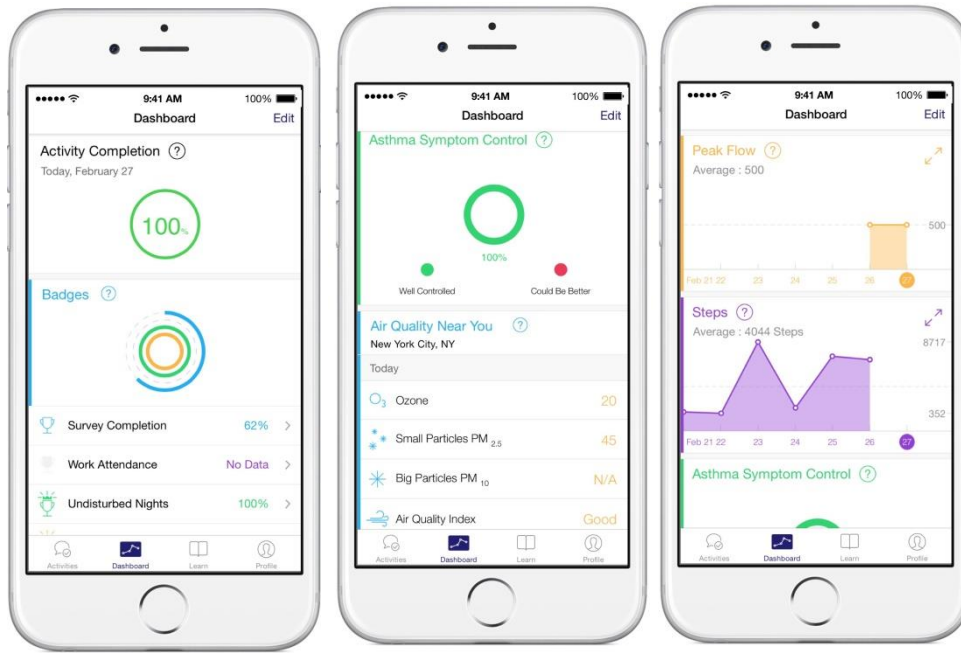 9:41 AM
100%
Dashboard
Edit
Activity Completion ?
Today, February 27
100%
Badges ?
Survey Completion 62% >
Work Attendance No Data >
Undisturbed Nights 100% >
Activities
Dashboard
Learn
Profile
9:41 AM
100%
Dashboard
Edit
Asthma Symptom Control ?
100%
Well Controlled
Could Be Better
Air Quality Near You ?
New York City, NY
Today
O3 Ozone 20
Small Particles PM 2.5 45
Big Particles PM 10 N/A
Air Quality Index Good
Activities
Dashboard
Learn
Profile
9:41 AM
100%
Dashboard
Edit
Peak Flow ?
Average : 500
500
Feb 21 22 23 24 25 26 27
Steps ?
Average : 4044 Steps
8717
352
Feb 21 22 23 24 25 26 27
Asthma Symptom Control ?
Activities
Dashboard
Learn
Profile